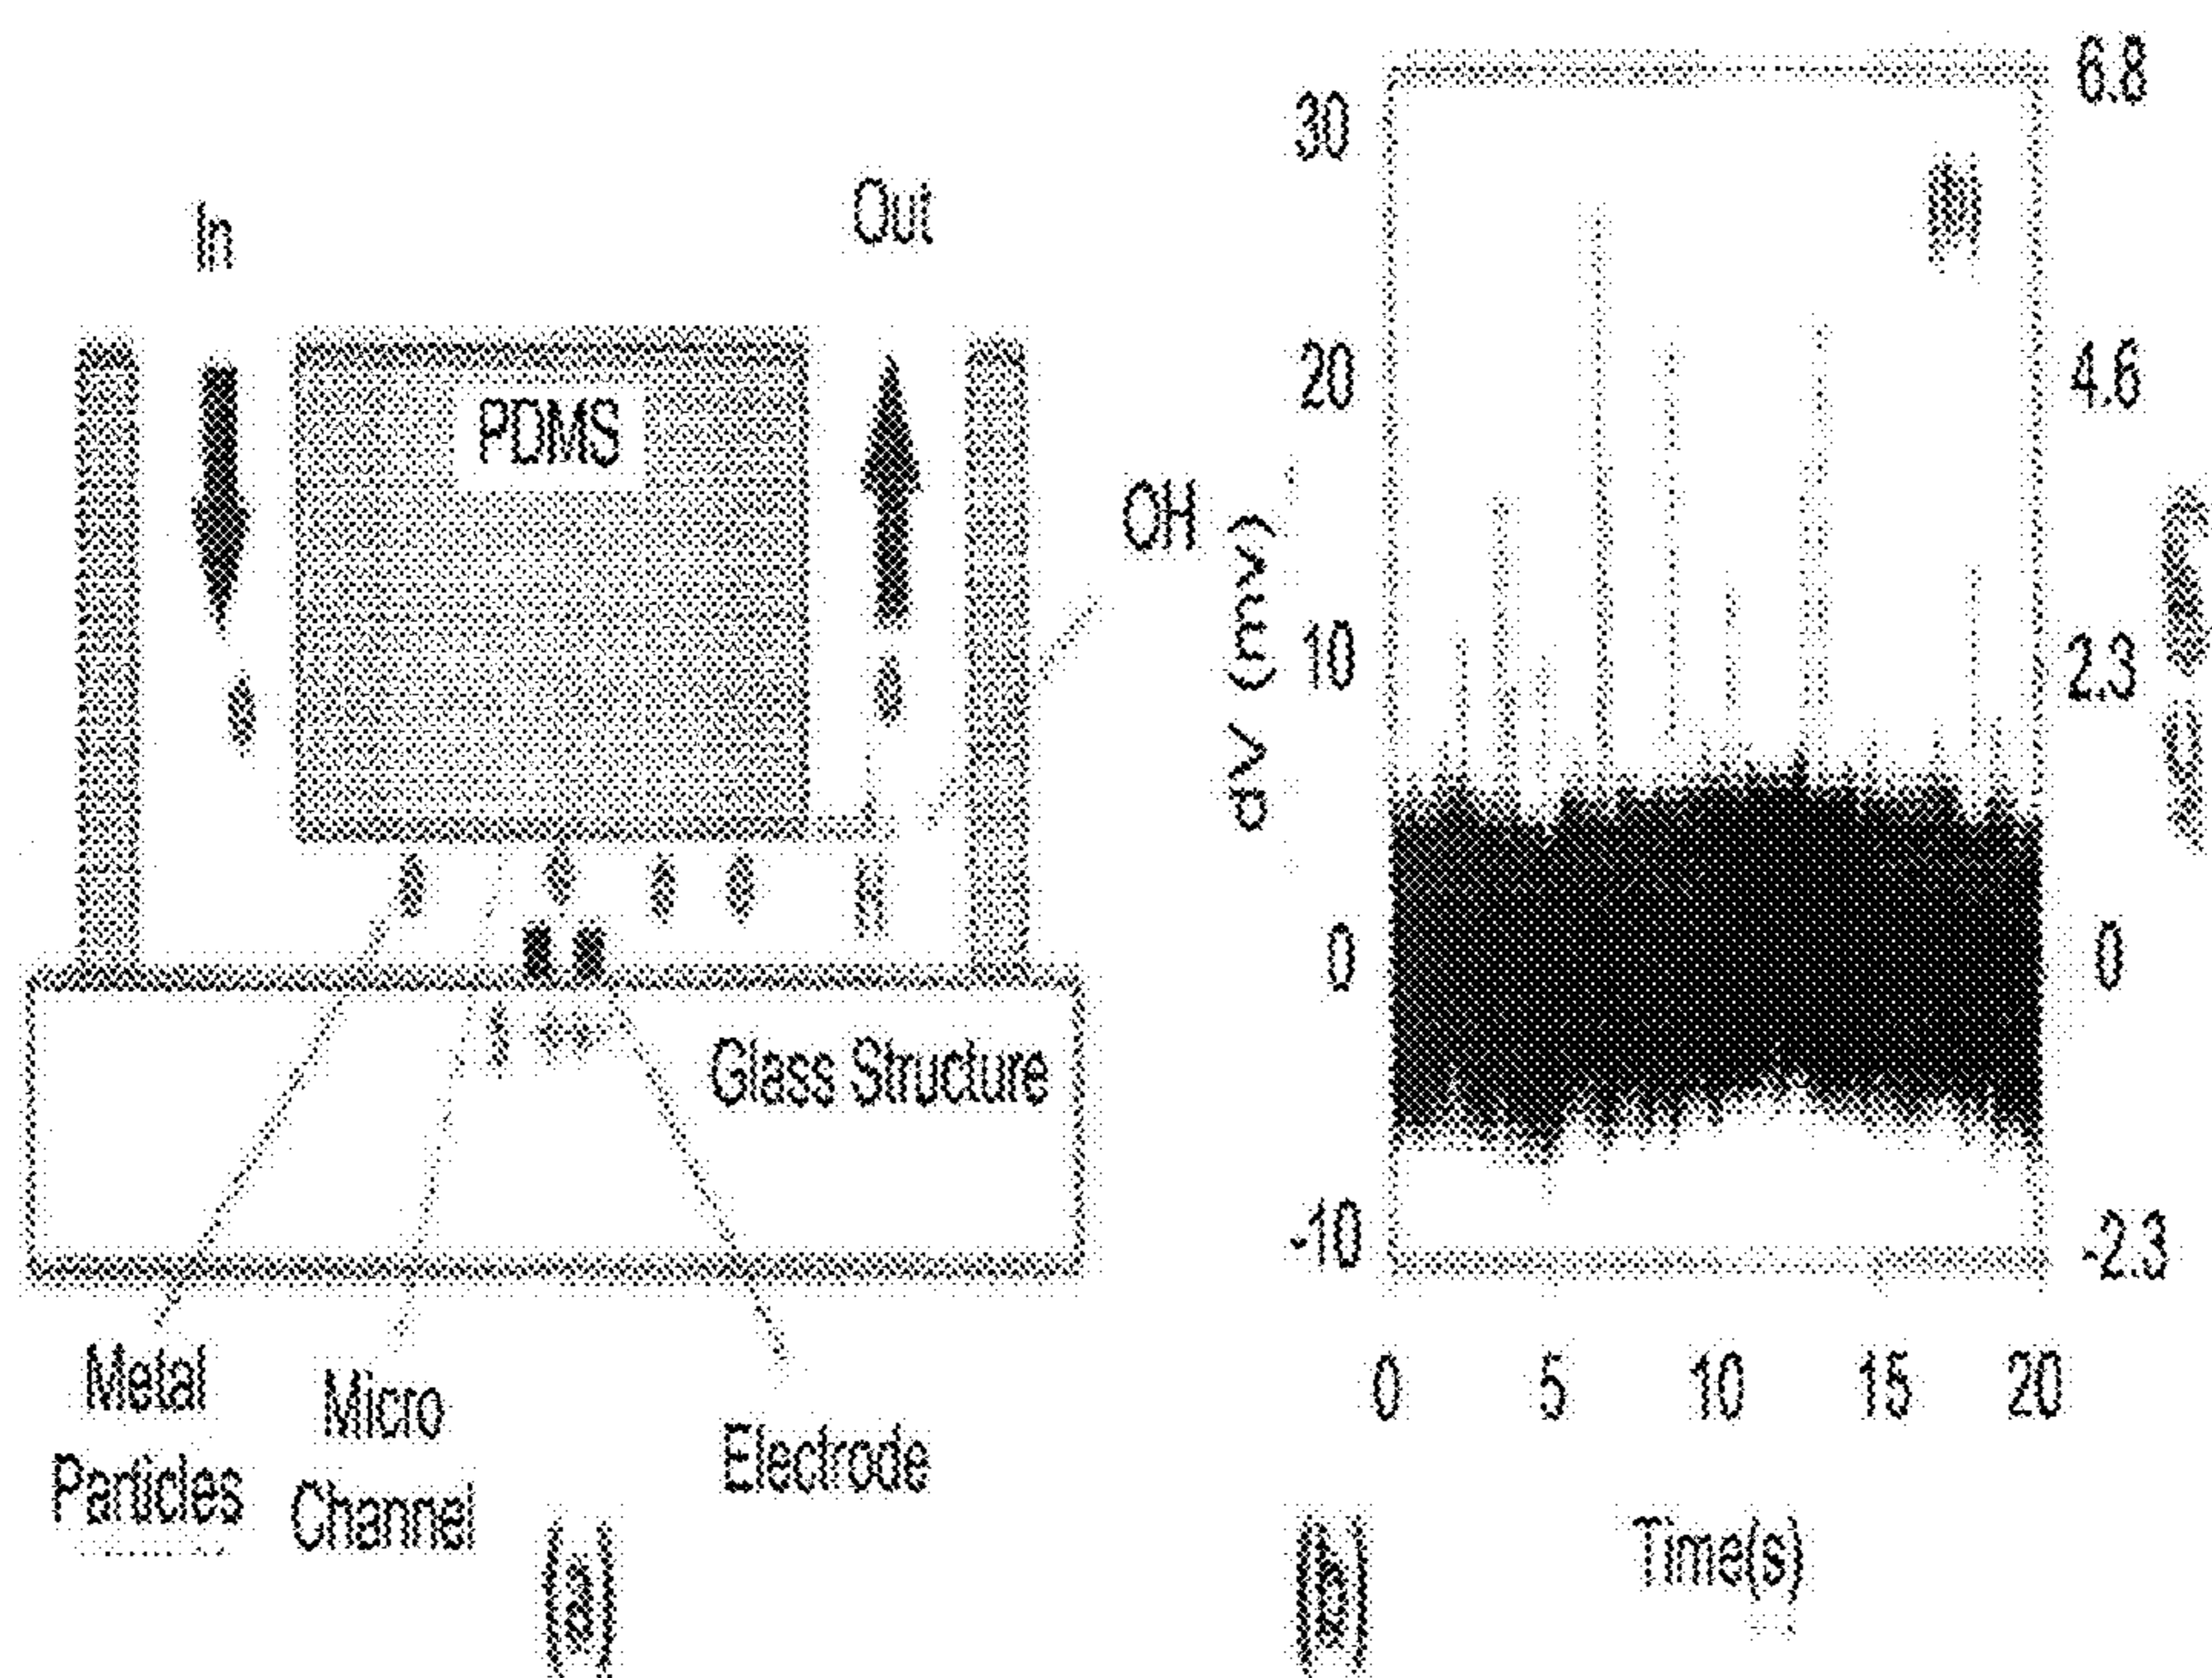 In
Out
PDMS
OH
Glass Structure
Metal
Particles
Micro
Channel
Electrode
(a)
30
20
10
0
-10
dV (mV)
6.8
4.6
2.3
0
-2.3
0 5 10 15 20
Time(s)
(b)